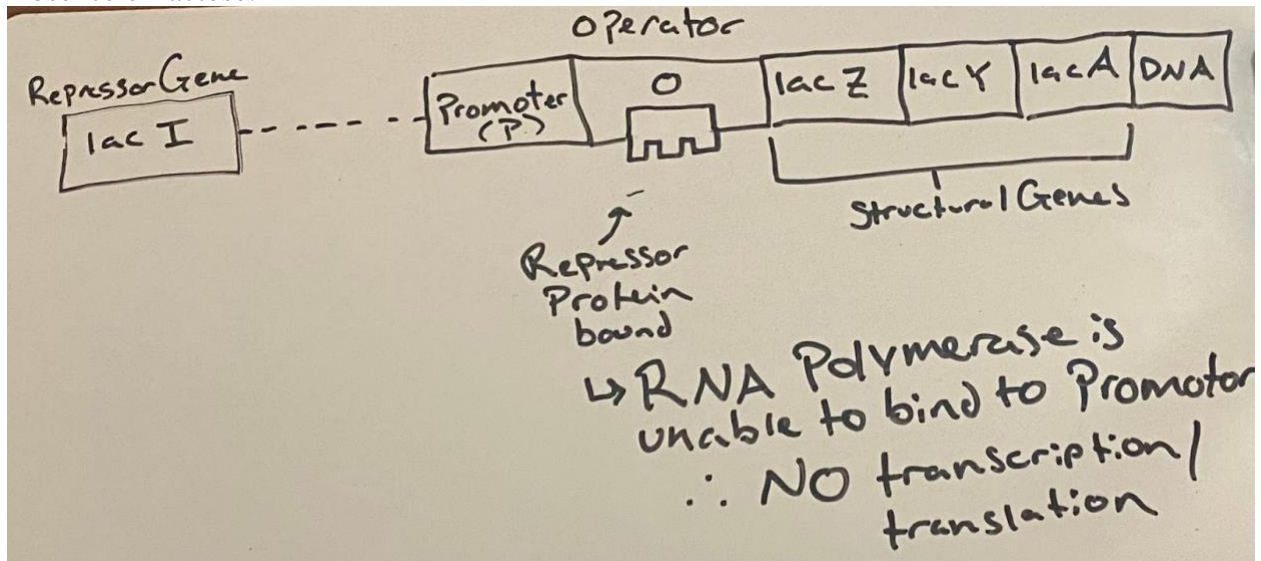 Operator
Repressor Gene
lac I
Promoter
(P)
O
lac Z
lac Y
lac A
DNA
Structural Genes
Repressor
Protein
bound
↳ RNA Polymerase is
unable to bind to Promotor
∴ NO transcription/
translation